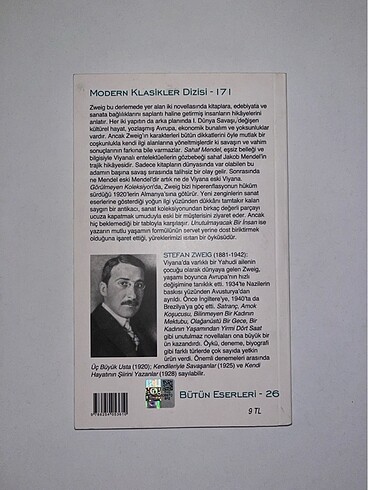 MODERN KLASİKLER DİZİSİ - 171
Zweig bu derlemede yer alan iki novellasında kitaplara, edebiyata ve
sanata bağlılıklarını saplantı haline getirmiş insanların hikâyelerini
anlatır. Her iki yapıtın da arka planında I. Dünya Savaşı, değişen
kültürel hayat, yozlaşmış Avrupa, ekonomik bunalım ve yoksunluklar
vardır. Ancak Zweig'ın karakterleri bütün dikkatlerini öyle mutlak bir
coşkunlukla kendi ilgi alanlarına yöneltmişlerdir ki savaşın ve vahim
sonuçlarının farkına bile varmazlar. Sahaf Mendel, eşsiz belleği ve
bilgisiyle Viyanalı entelektüellerin gözbebeği sahaf Jakob Mendel'in
trajik hikâyesidir. Sadece kitapların dünyasında var olabilen bu
adamın başına savaş sırasında talihsiz bir olay gelir. Sonrasında
ne Mendel eski Mendel'dir artık ne de Viyana eski Viyana.
Görülmeyen Koleksiyon'da, Zweig bizi hiperenflasyonun hüküm
sürdüğü 1920'lerin Almanya'sına götürür. Yeni zenginlerin sanat
eserlerine gösterdiği yoğun ilgi yüzünden dükkânı tamtakır kalan
saygın bir antikacı, sanat koleksiyonundan birkaç değerli parçayı
ucuza kapatmak umuduyla eski bir müşterisini ziyaret eder. Ancak
hiç beklemediği bir tabloyla karşılaşır. Unutulmayacak Bir İnsan ise
yazarın mutlu yaşamın formülünün servet yerine dost biriktirmek
olduğuna işaret ettiği, yüreklerimizi ısıtan bir öyküsüdür.
STEFAN ZWEIG (1881-1942):
Viyana'da varlıklı bir Yahudi ailenin
çocuğu olarak dünyaya gelen Zweig,
yaşamı boyunca Avrupa'nın hızlı
değişimine tanıklık etti. 1934'te Nazilerin
baskısı yüzünden Avusturya'dan
ayrıldı. Önce İngiltere'ye, 1940'ta da
Brezilya'ya göç etti. Satranç, Amok
Koşucusu, Bilinmeyen Bir Kadının
Mektubu, Olağanüstü Bir Gece, Bir
Kadının Yaşamından Yirmi Dört Saat
gibi unutulmaz novellaları ona büyük bir
ün kazandırdı. Öykü, deneme, biyografi
gibi farklı türlerde çok sayıda yetkin
ürün verdi. Önemli denemeleri arasında
Üç Büyük Usta (1920); Kendileriyle Savaşanlar (1925) ve Kendi
Hayatının Şiirini Yazanlar (1928) sayılabilir.
BÜTÜN ESERLERİ - 26
9 TL